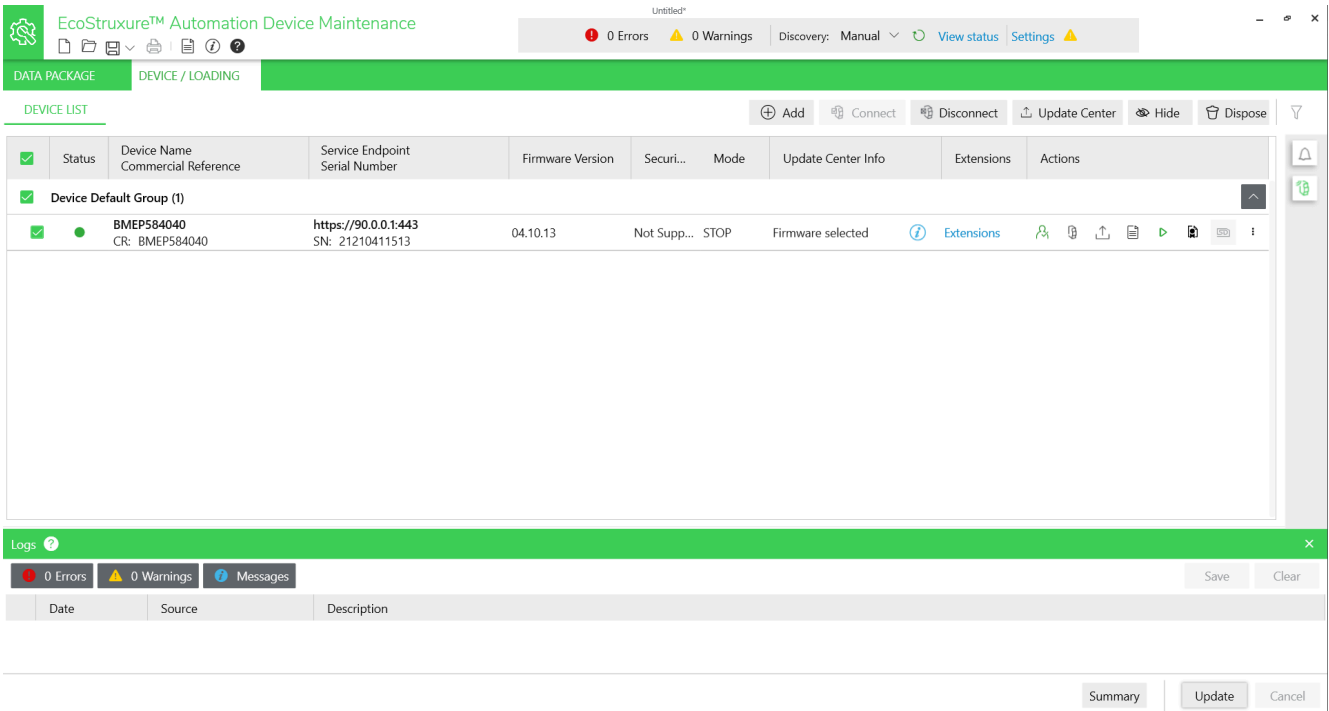 Untitled*
EcoStruxure™ Automation Device Maintenance
0 Errors 0 Warnings Discovery: Manual View status Settings
DATA PACKAGE DEVICE / LOADING
DEVICE LIST
Add Connect Disconnect Update Center Hide Dispose
Status Device Name Service Endpoint Firmware Version Securi... Mode Update Center Info Extensions Actions
Commercial Reference Serial Number
Device Default Group (1)
BMEP584040 https://90.0.0.1:443
CR: BMEP584040 SN: 21210411513
04.10.13 Not Supp... STOP Firmware selected Extensions
Logs
0 Errors 0 Warnings Messages Save Clear
Date Source Description
Summary Update Cancel